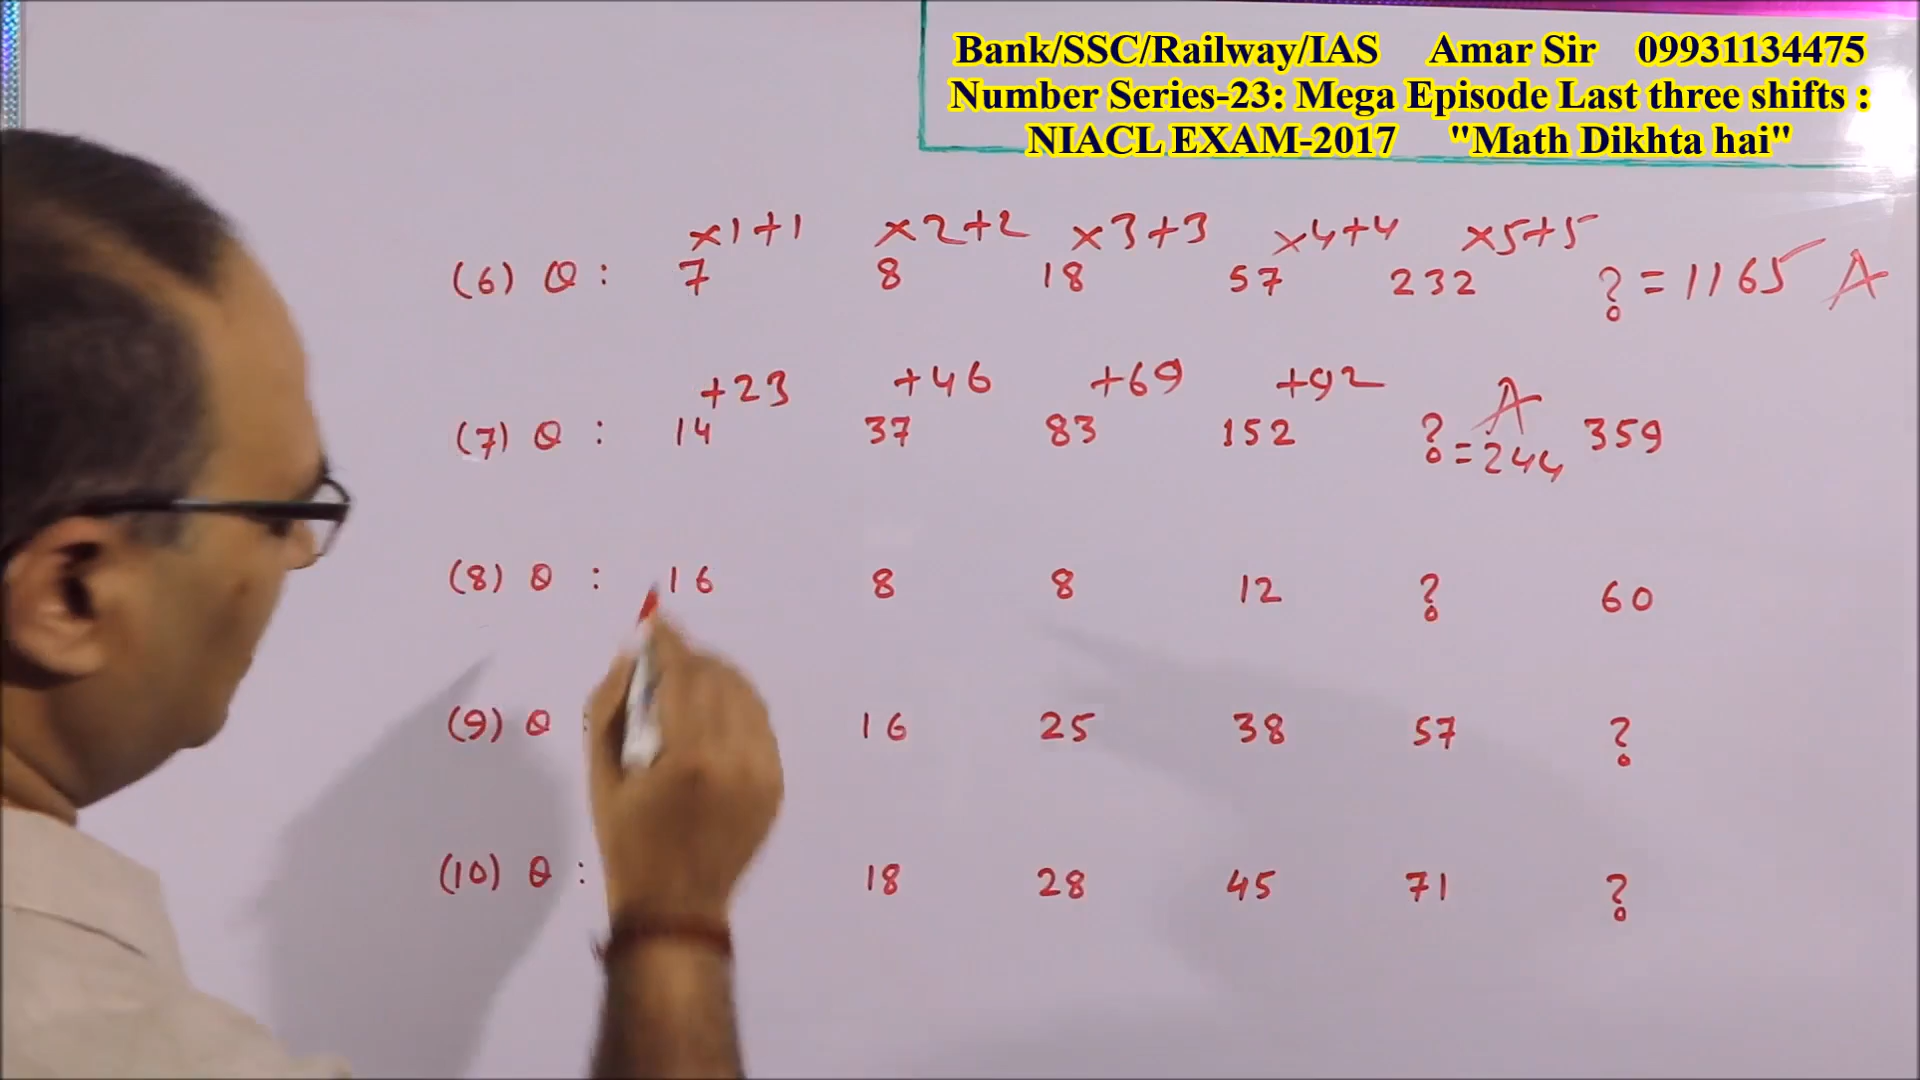 Bank/SSC/Railway/IAS Amar Sir 09931134475
Number Series-23: Mega Episode Last three shifts :
NIACL EXAM-2017 "Math Dikhta hai"
×1+1 ×2+2 ×3+3 ×4+4 ×5+5
(6) Q : 7 8 18 57 232 ? = 1165 A
+23 +46 +69 +92 A
(7) Q : 14 37 83 152 ? = 244 359
(8) Q : 16 8 8 12 ? 60
(9) Q : 16 25 38 57 ?
(10) Q : 18 28 45 71 ?